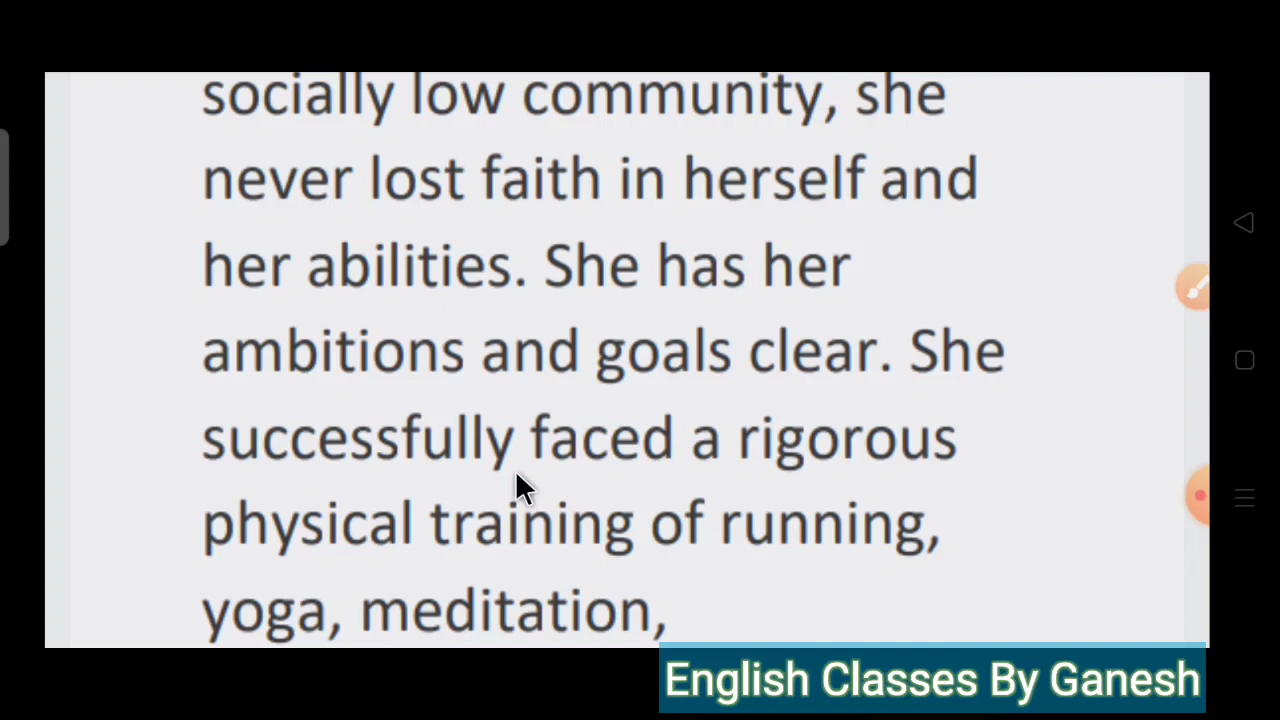 socially low community, she
never lost faith in herself and
her abilities. She has her
ambitions and goals clear. She
successfully faced a rigorous
physical training of running,
yoga, meditation,
English Classes By Ganesh